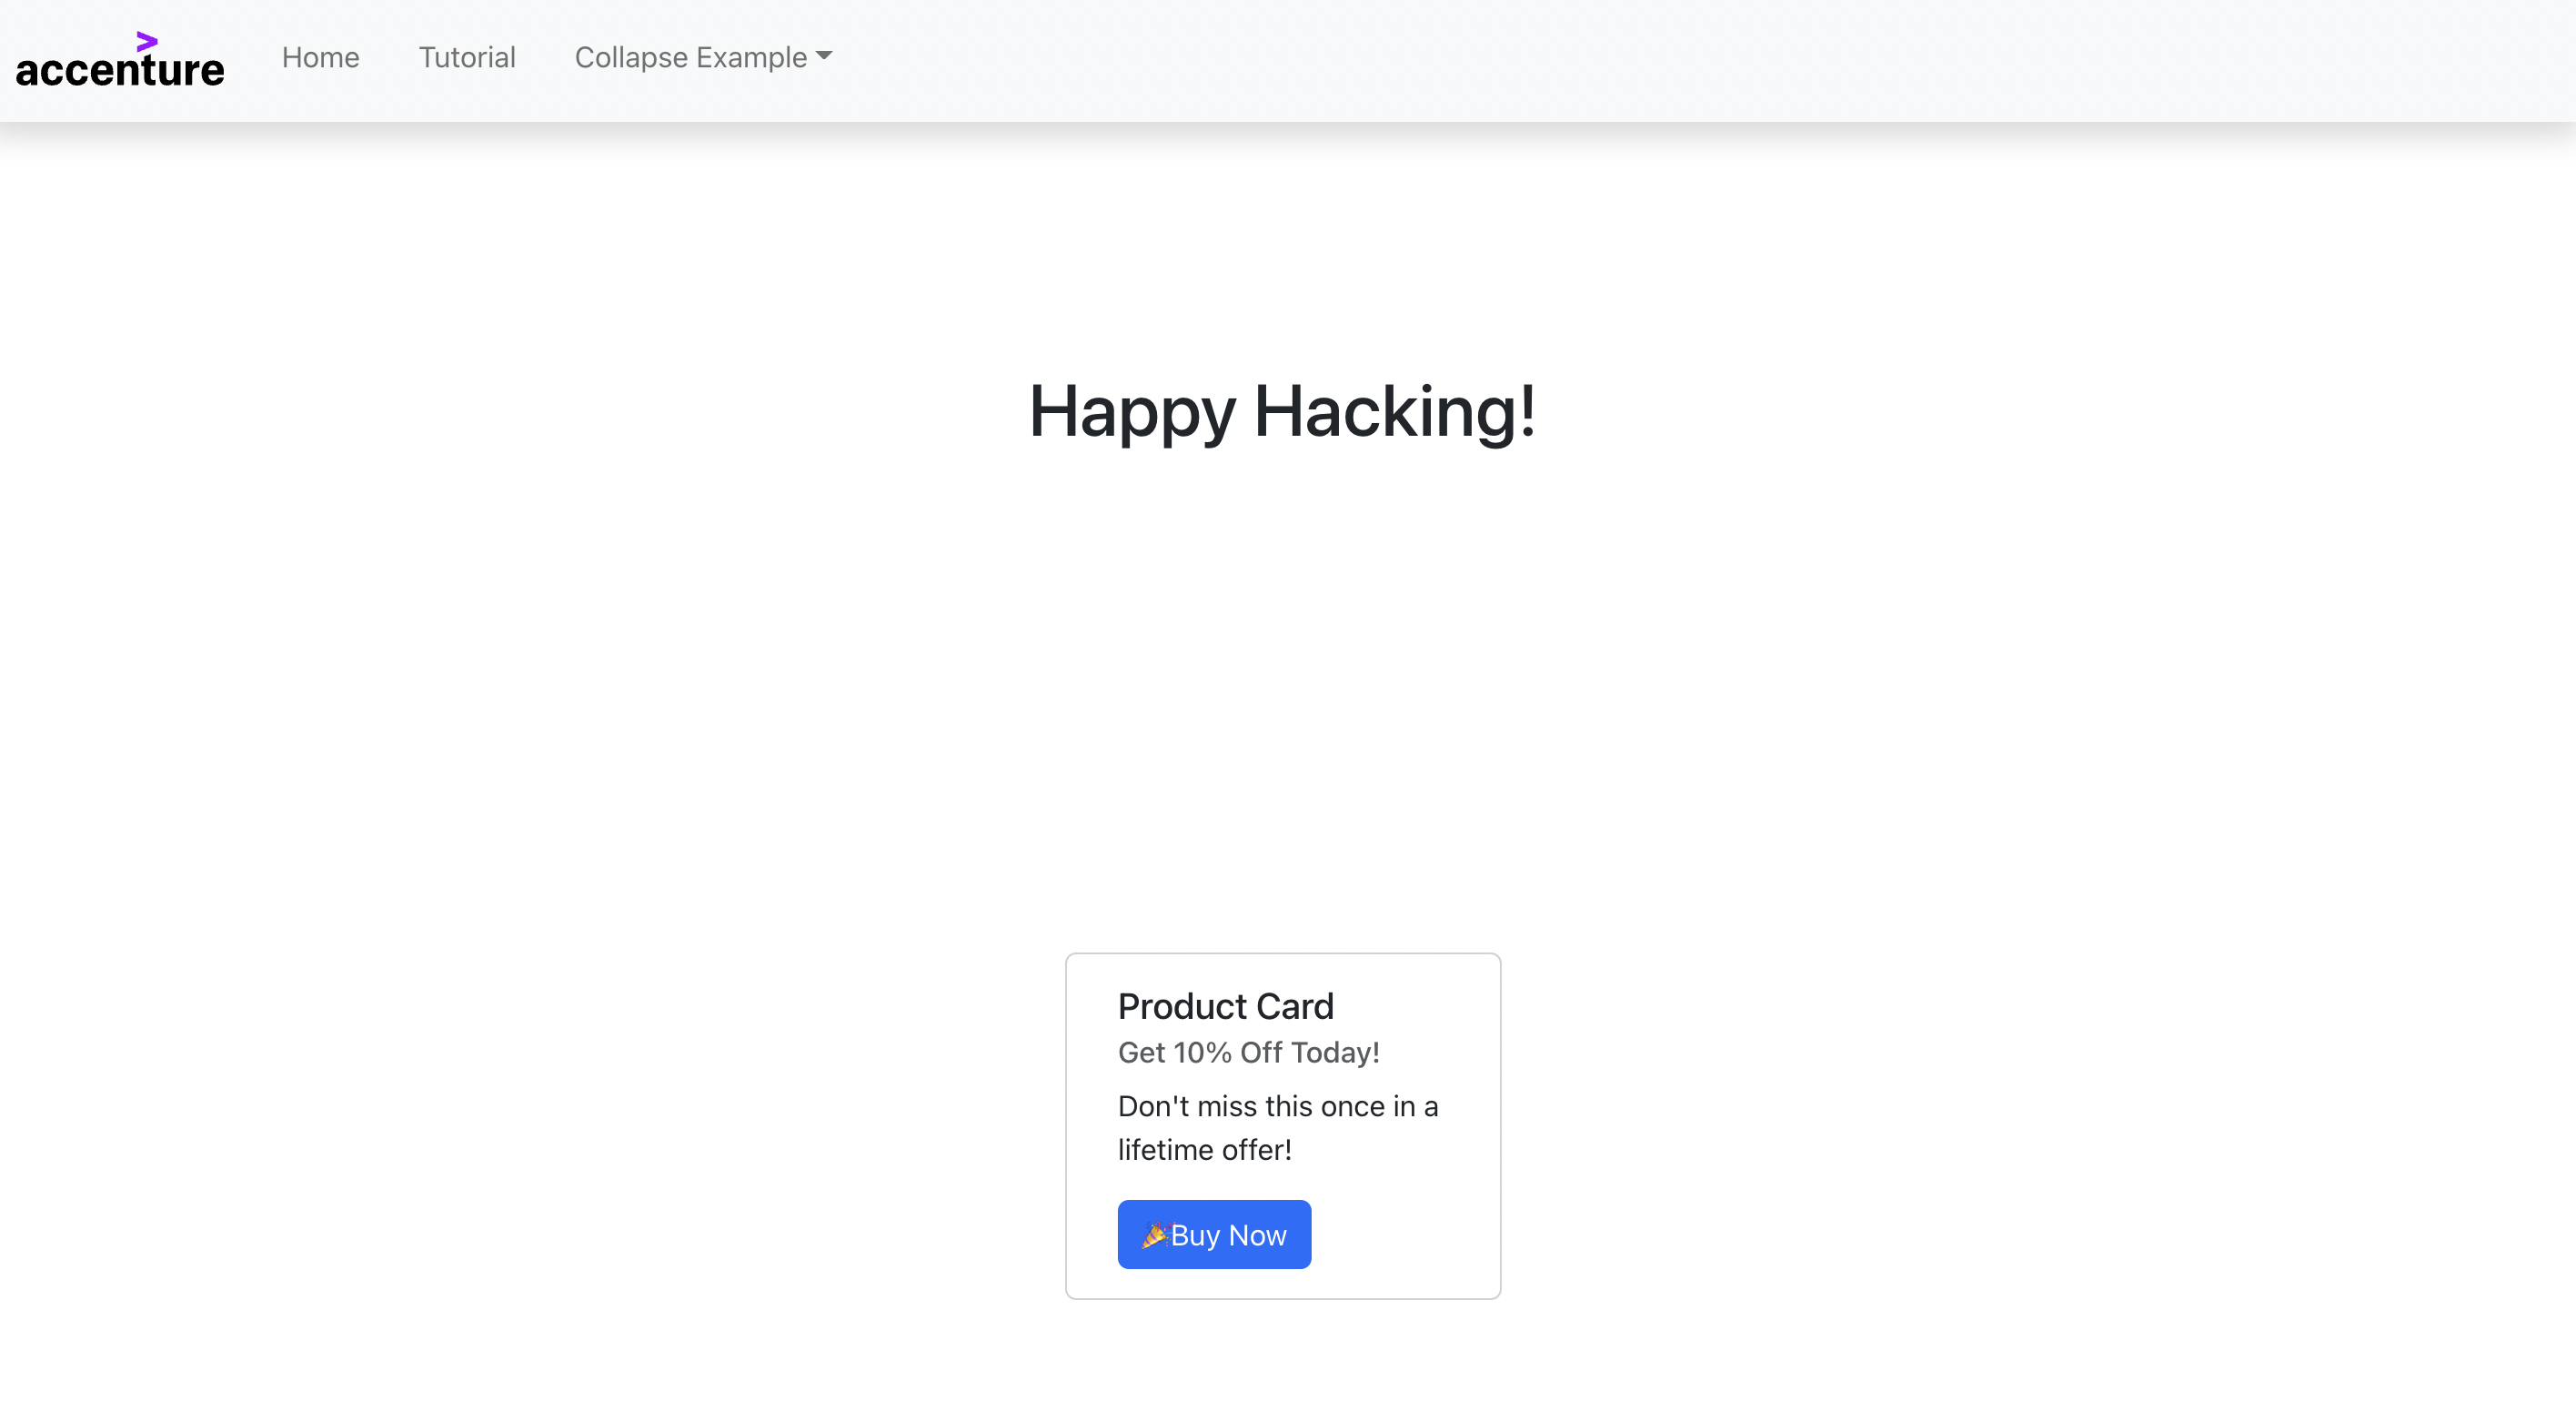 accenture
Home
Tutorial
Collapse Example
Happy Hacking!
Product Card
Get 10% Off Today!
Don't miss this once in a
lifetime offer!
🎉Buy Now